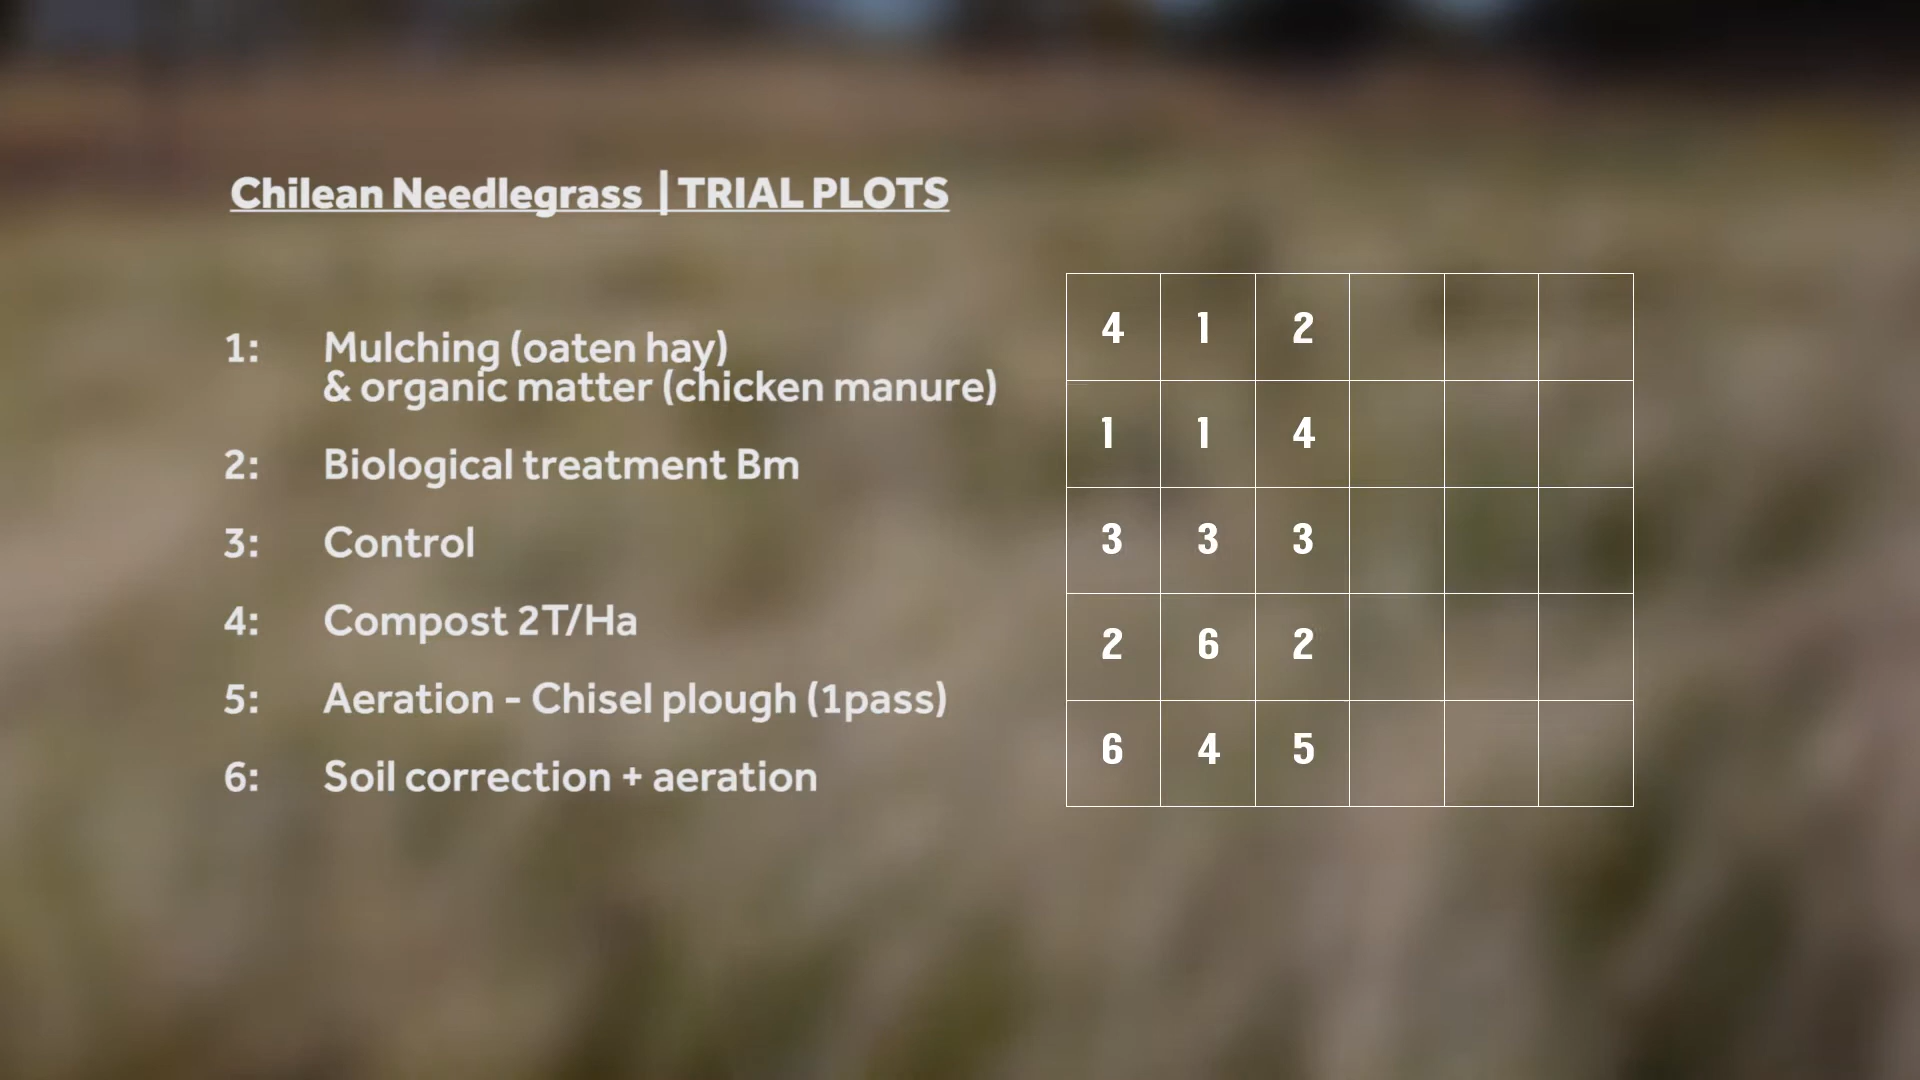 Chilean Needlegrass | TRIAL PLOTS
1: Mulching (oaten hay)
& organic matter (chicken manure)
2: Biological treatment Bm
3: Control
4: Compost 2T/Ha
5: Aeration - Chisel plough (1pass)
6: Soil correction + aeration
4 1 2
1 1 4
3 3 3
2 6 2
6 4 5